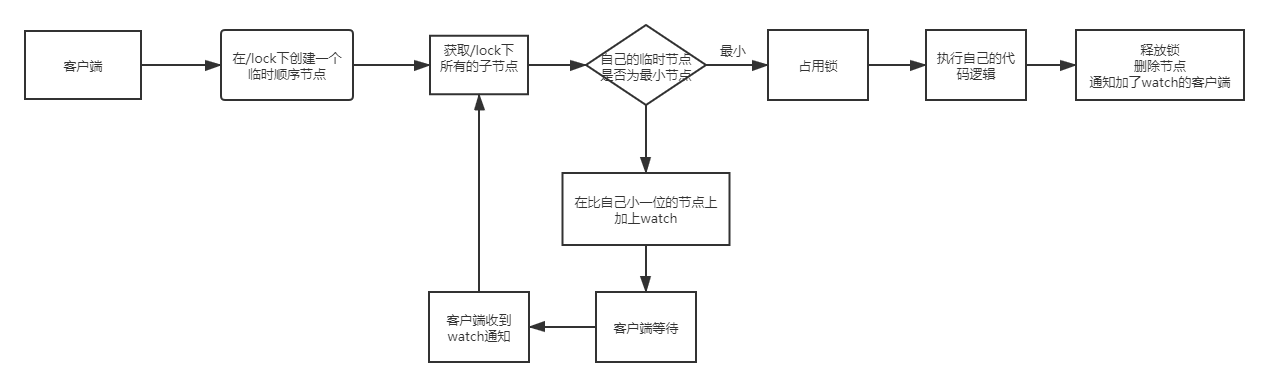 客户端
在/lock下创建一个
临时顺序节点
获取/lock下
所有的子节点
自己的临时节点
是否为最小节点
最小
占用锁
执行自己的代
码逻辑
释放锁
删除节点
通知加了watch的客户端
在比自己小一位的节点上
加上watch
客户端收到
watch通知
客户端等待